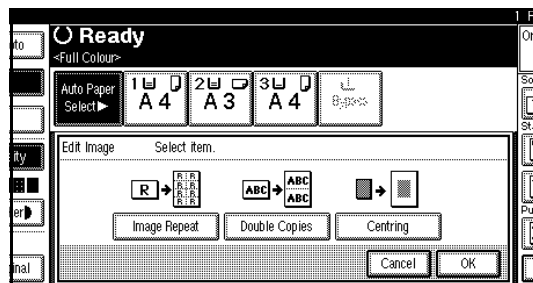 Ready
<Full Colour>
Auto Paper
Select▶
1 A4
2 A3
3 A4
Bypass
Edit Image Select item.
R R R
R R
R R
R R
ABC ABC
ABC
Image Repeat Double Copies Centring
Cancel OK